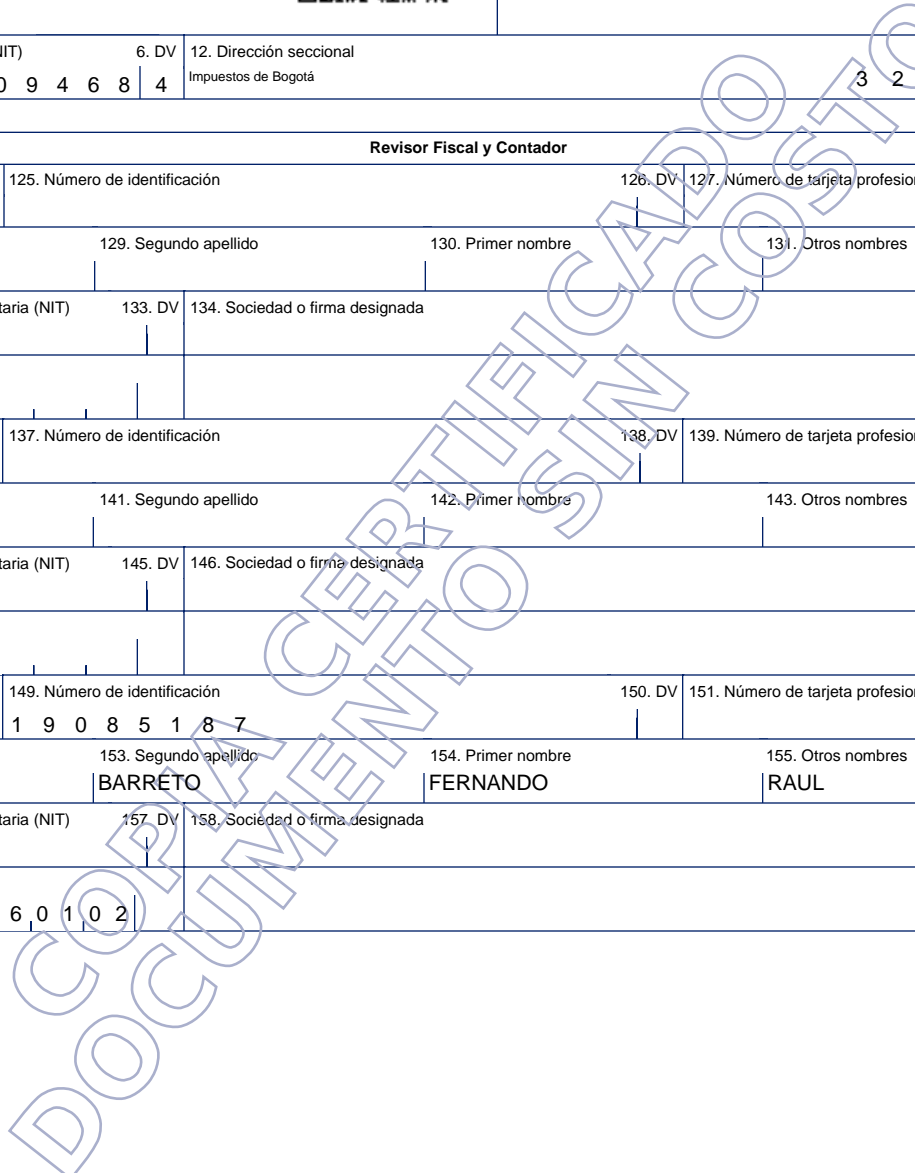 IIT) 6. DV 12. Dirección seccional
0 9 4 6 8 4 Impuestos de Bogotá 3 2
Revisor Fiscal y Contador
125. Número de identificación 126. DV 127. Número de tarjeta profesio
129. Segundo apellido 130. Primer nombre 131. Otros nombres
taria (NIT) 133. DV 134. Sociedad o firma designada
137. Número de identificación 138. DV 139. Número de tarjeta profesio
141. Segundo apellido 142. Primer nombre 143. Otros nombres
taria (NIT) 145. DV 146. Sociedad o firma designada
149. Número de identificación 150. DV 151. Número de tarjeta profesio
1 9 0 8 5 1 8 7
153. Segundo apellido 154. Primer nombre 155. Otros nombres
BARRETO FERNANDO RAUL
taria (NIT) 157. DV 158. Sociedad o firma designada
6 0 1 0 2
COPIA CERTIFICADO
DOCUMENTO SIN COSTO